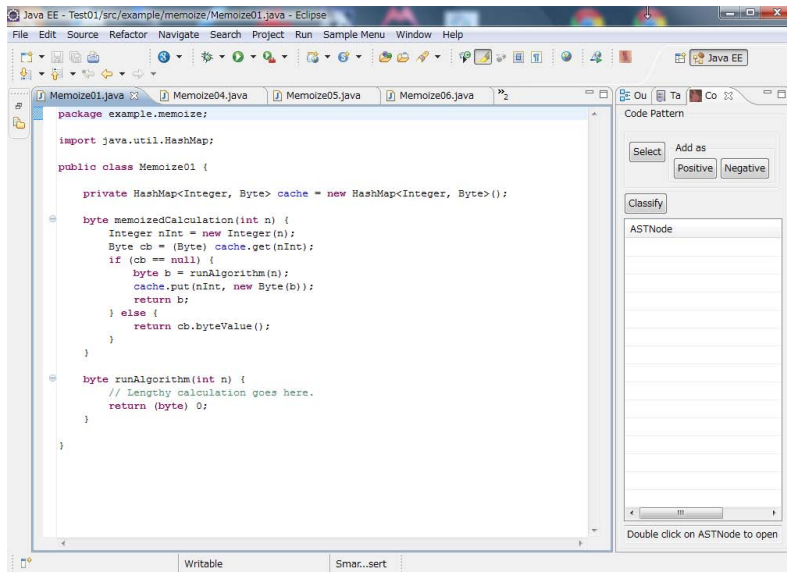 Java EE - Test01/src/example/memoize/Memoize01.java - Eclipse
File Edit Source Refactor Navigate Search Project Run Sample Menu Window Help
Java EE
Memoize01.java Memoize04.java Memoize05.java Memoize06.java »2
Ou Ta Co
package example.memoize;
import java.util.HashMap;
public class Memoize01 {
private HashMap<Integer, Byte> cache = new HashMap<Integer, Byte>();
byte memoizedCalculation(int n) {
Integer nInt = new Integer(n);
Byte cb = (Byte) cache.get(nInt);
if (cb == null) {
byte b = runAlgorithm(n);
cache.put(nInt, new Byte(b));
return b;
} else {
return cb.byteValue();
}
}
byte runAlgorithm(int n) {
// Lengthy calculation goes here.
return (byte) 0;
}
}
Code Pattern
Select
Add as
Positive Negative
Classify
ASTNode
Double click on ASTNode to open
Writable Smar...sert